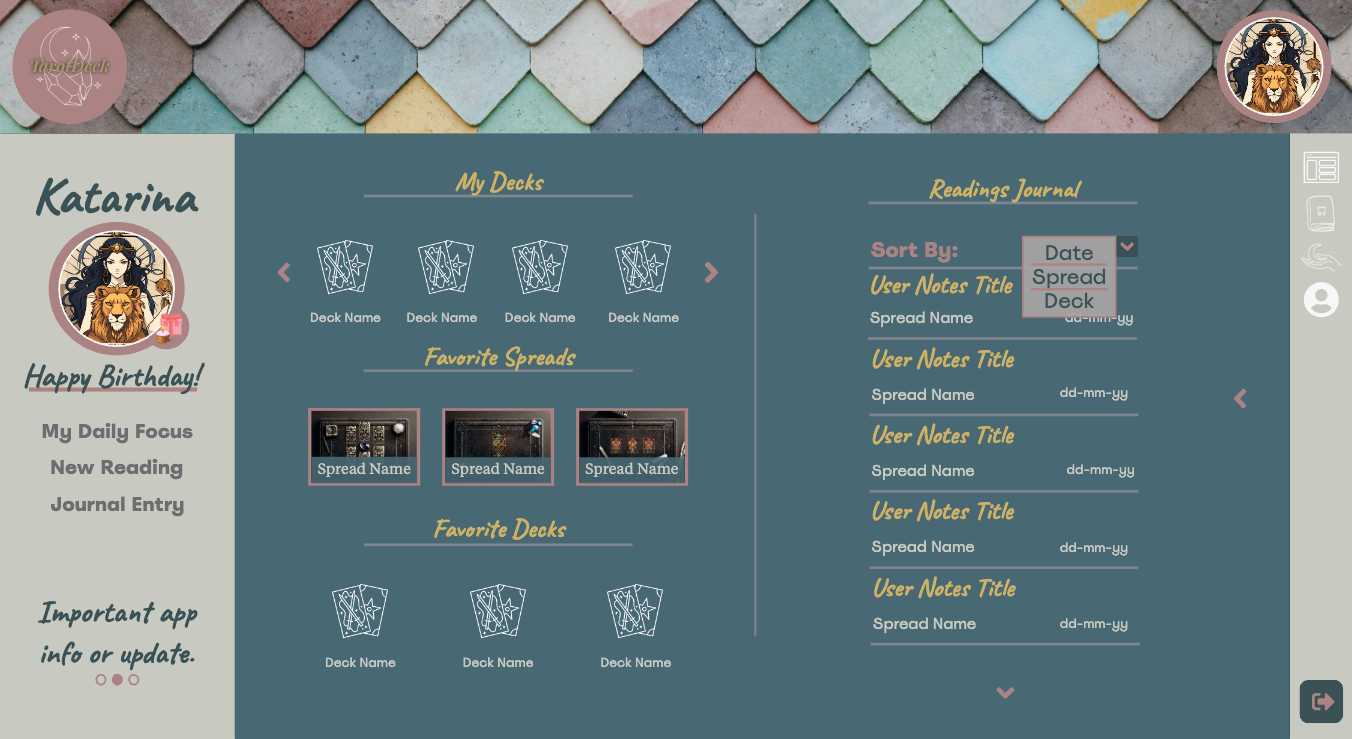 TarotDeck
Katarina
Happy Birthday!
My Daily Focus
New Reading
Journal Entry
Important app
info or update.
My Decks
Deck Name
Deck Name
Deck Name
Deck Name
Favorite Spreads
Spread Name
Spread Name
Spread Name
Favorite Decks
Deck Name
Deck Name
Deck Name
Readings Journal
Sort By:
Date
Spread
Deck
User Notes Title
Spread Name
dd-mm-yy
User Notes Title
Spread Name
dd-mm-yy
User Notes Title
Spread Name
dd-mm-yy
User Notes Title
Spread Name
dd-mm-yy
User Notes Title
Spread Name
dd-mm-yy